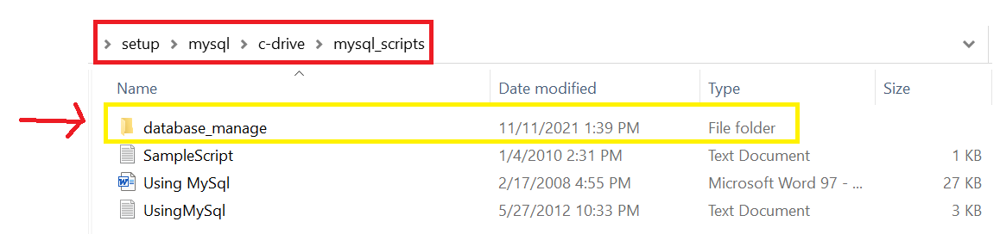 setup mysql c-drive mysql_scripts
Name Date modified Type Size
database_manage 11/11/2021 1:39 PM File folder
SampleScript 1/4/2010 2:31 PM Text Document 1 KB
Using MySql 2/17/2008 4:55 PM Microsoft Word 97 - ... 27 KB
UsingMySql 5/27/2012 10:33 PM Text Document 3 KB